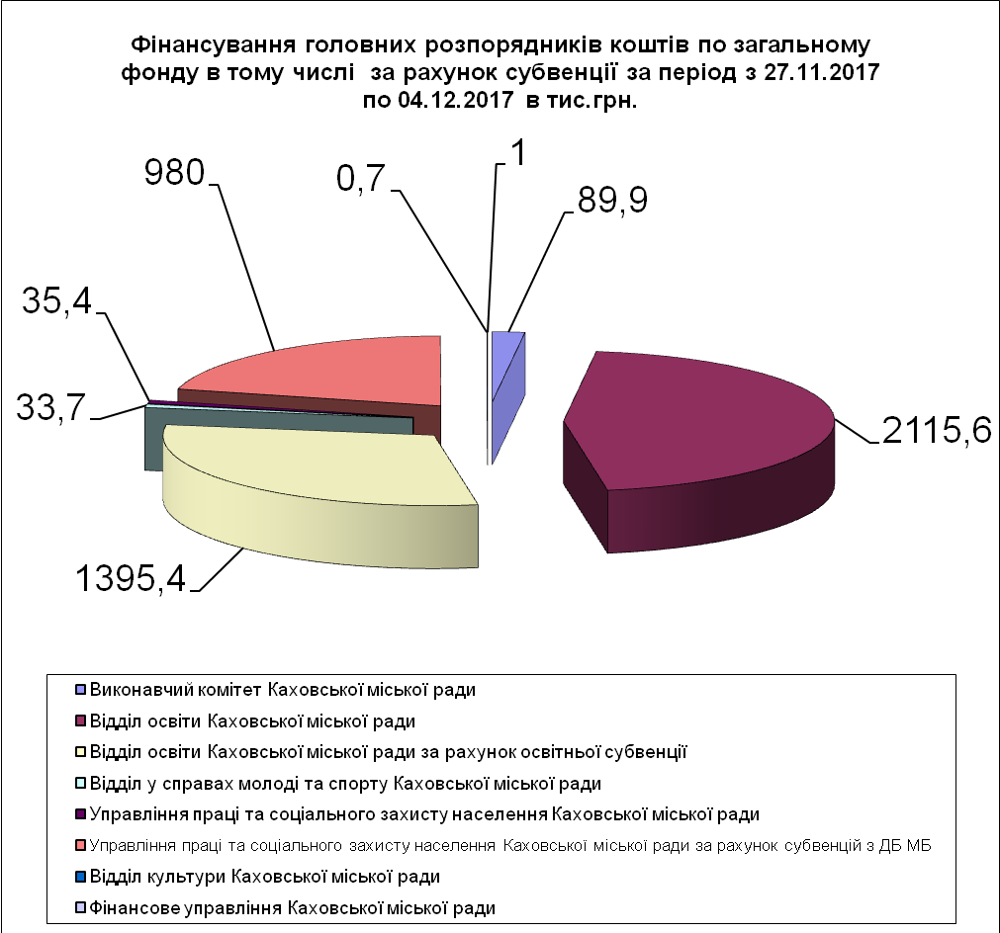 Фінансування головних розпорядників коштів по загальному
фонду в тому числі за рахунок субвенції за період з 27.11.2017
по 04.12.2017 в тис.грн.
1
980
0,7
89,9
35,4
33,7
2115,6
1395,4
Виконавчий комітет Каховської міської ради
Відділ освіти Каховської міської ради
Відділ освіти Каховської міської ради за рахунок освітньої субвенції
Відділ у справах молоді та спорту Каховської міської ради
Управління праці та соціального захисту населення Каховської міської ради
Управління праці та соціального захисту населення Каховської міської ради за рахунок субвенцій з ДБ МБ
Відділ культури Каховської міської ради
Фінансове управління Каховської міської ради